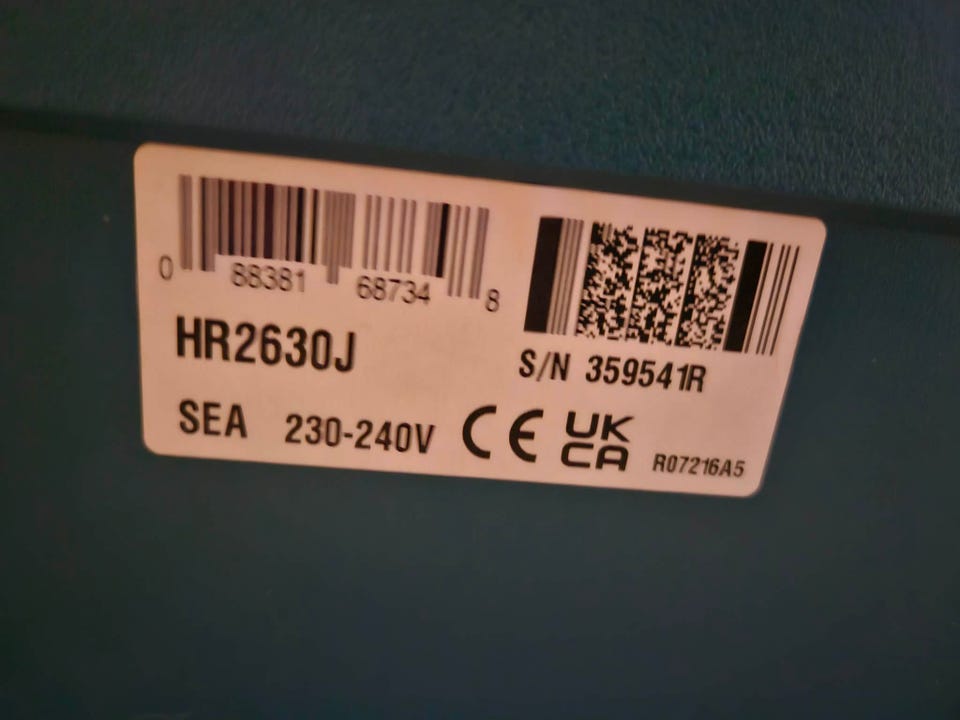 0 88381 68734 8
HR2630J
S/N 359541R
SEA 230-240V CE UK
CA R07216A5